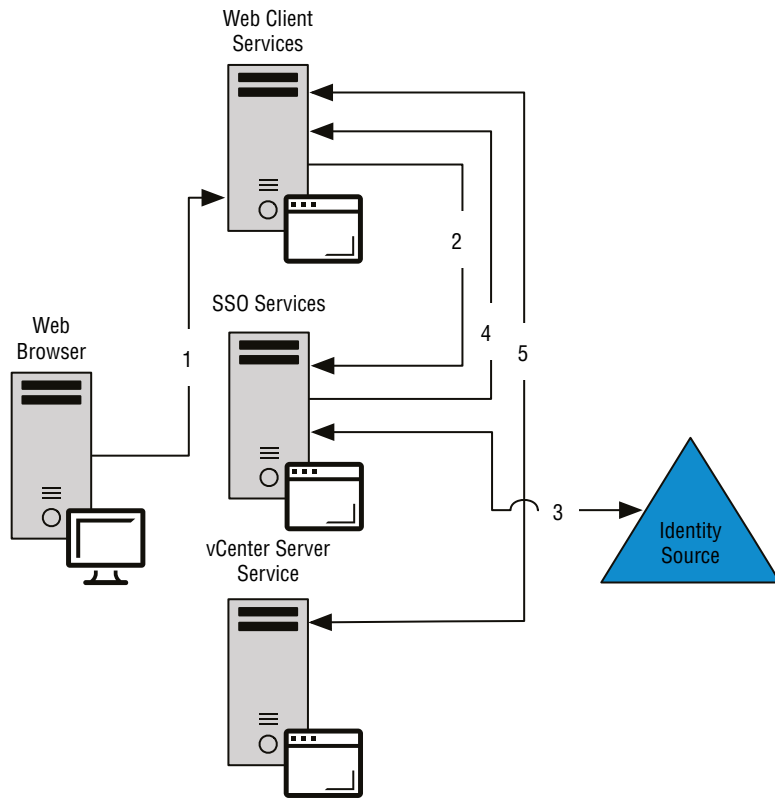 Web Client
Services
2
SSO Services
Web
Browser
1
4
5
3
Identity
Source
vCenter Server
Service